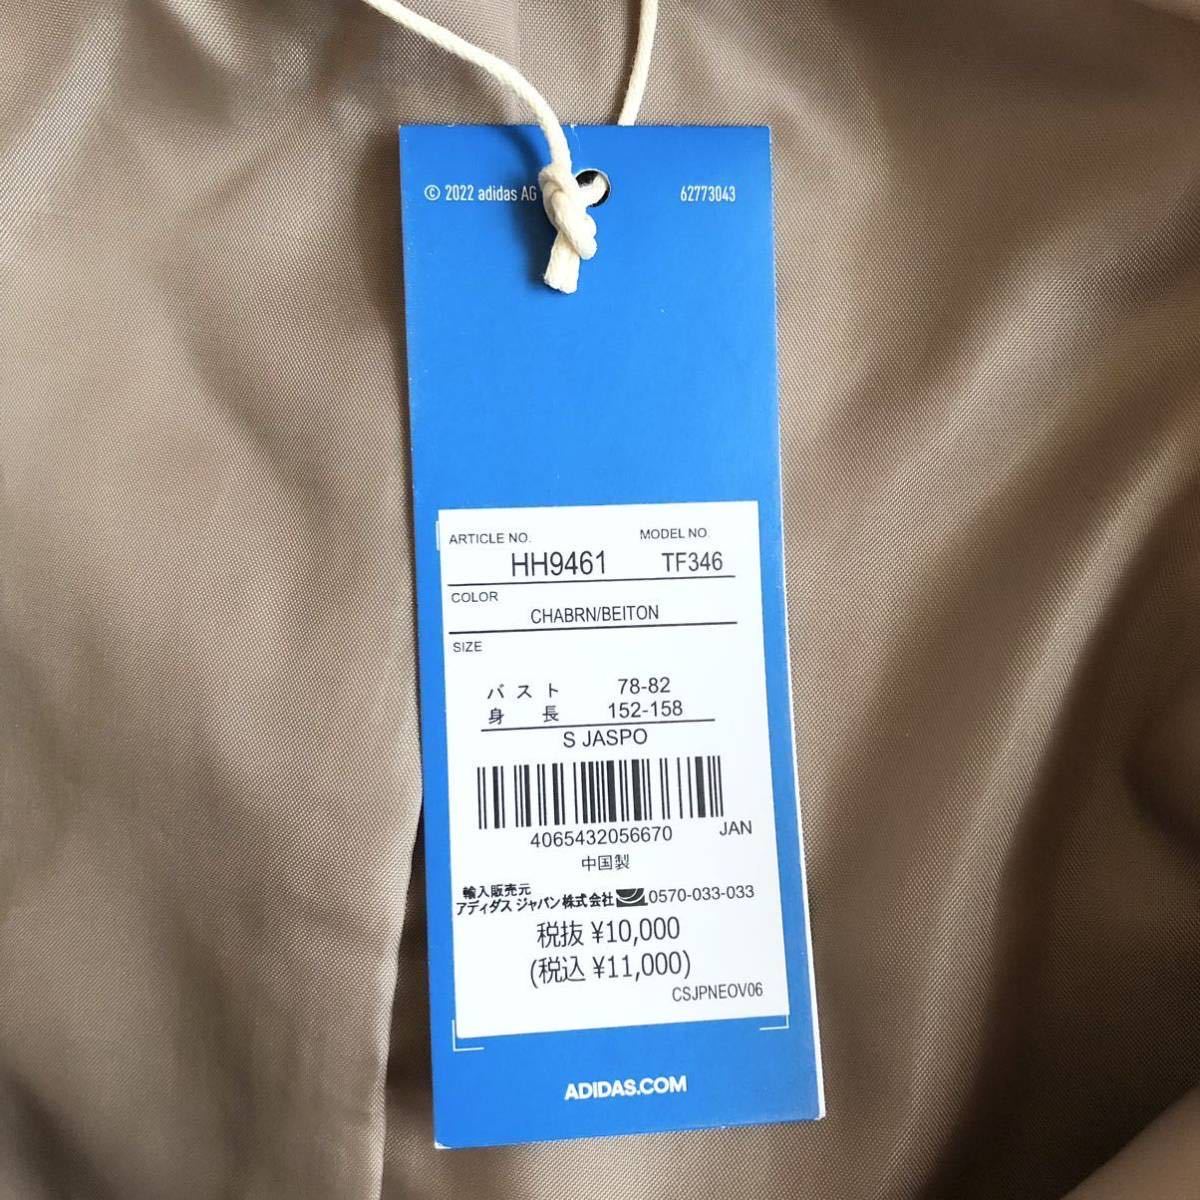 © 2022 adidas AG 62773043
ARTICLE NO. MODEL NO.
HH9461 TF346
COLOR
CHABRN/BEITON
SIZE
バスト 78-82
身長 152-158
S JASPO
4065432056670 JAN
中国製
輸入販売元
アディダス ジャパン株式会社 0570-033-033
税抜 ¥10,000
(税込 ¥11,000)
CSJPNEOV06
ADIDAS.COM